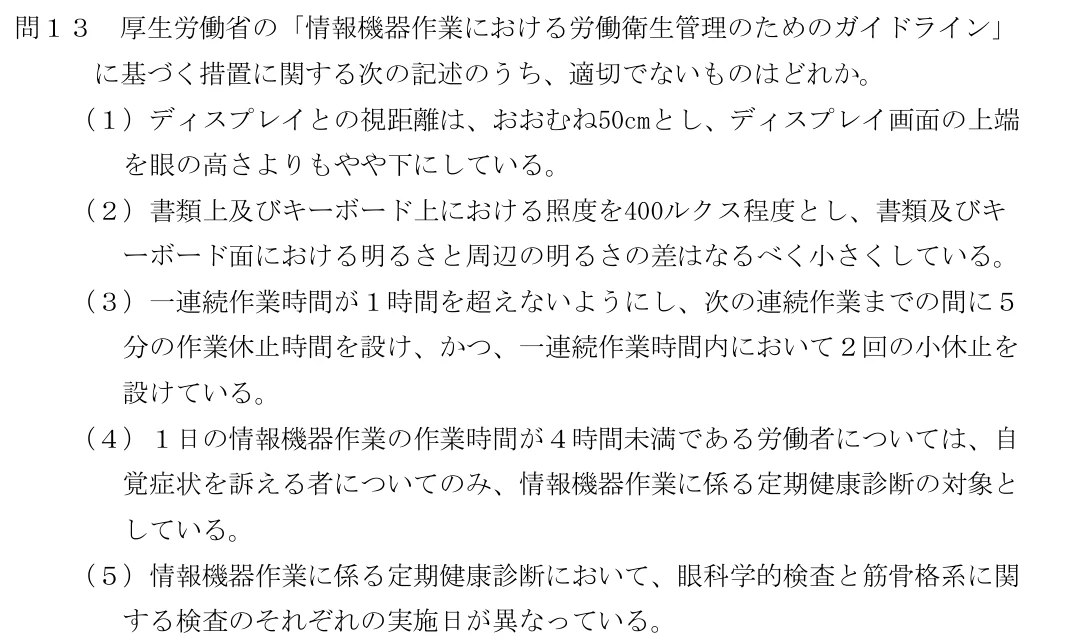 問１３　厚生労働省の「情報機器作業における労働衛生管理のためのガイドライン」
に基づく措置に関する次の記述のうち、適切でないものはどれか。
（１）ディスプレイとの視距離は、おおむね50cmとし、ディスプレイ画面の上端
を眼の高さよりもやや下にしている。
（２）書類上及びキーボード上における照度を400ルクス程度とし、書類及びキ
ーボード面における明るさと周辺の明るさの差はなるべく小さくしている。
（３）一連続作業時間が１時間を超えないようにし、次の連続作業までの間に５
分の作業休止時間を設け、かつ、一連続作業時間内において２回の小休止を
設けている。
（４）１日の情報機器作業の作業時間が４時間未満である労働者については、自
覚症状を訴える者についてのみ、情報機器作業に係る定期健康診断の対象と
している。
（５）情報機器作業に係る定期健康診断において、眼科学的検査と筋骨格系に関
する検査のそれぞれの実施日が異なっている。